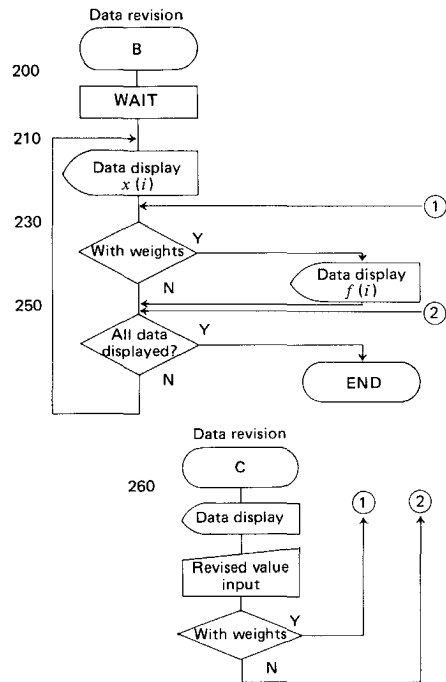 Data revision
B
200
WAIT
210
Data display
x (i)
①
230
With weights
Y
Data display
f (i)
N
250
②
All data
displayed?
Y
N
END
Data revision
C
260
①
②
Data display
Revised value
input
With weights
Y
N